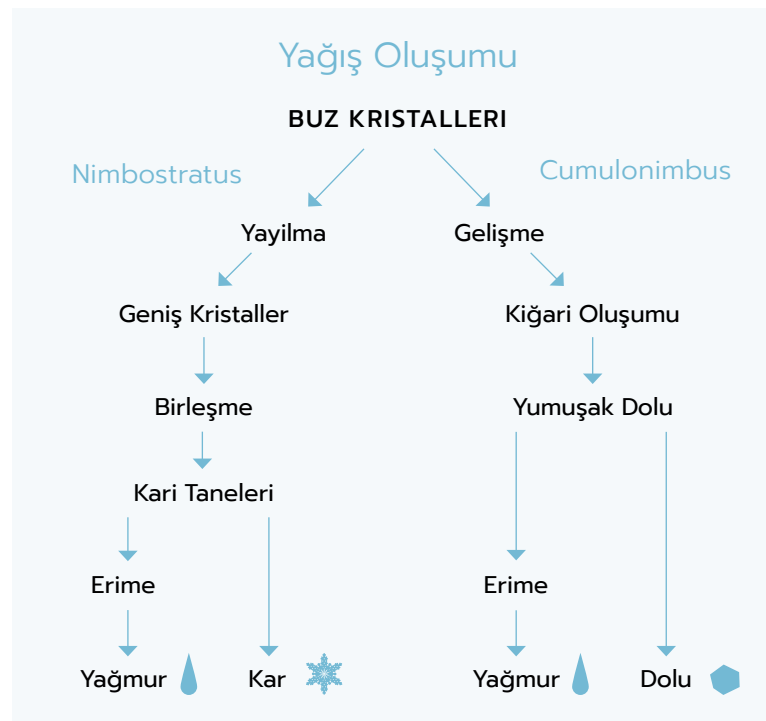 Yağış Oluşumu
BUZ KRISTALLERI
Nimbostratus
Cumulonimbus
Yayilma
Gelişme
Geniş Kristaller
Kiğari Oluşumu
Birleşme
Yumuşak Dolu
Kari Taneleri
Erime
Erime
Yağmur
Kar
Yağmur
Dolu